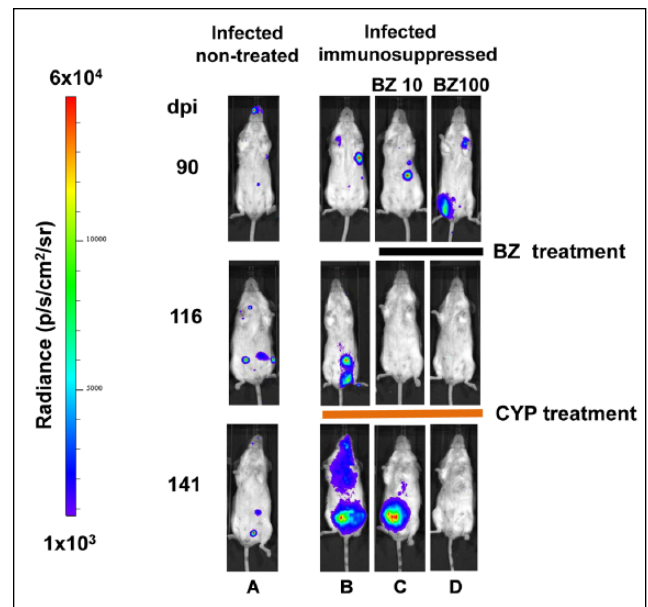 Infected
non-treated
Infected
immunosuppressed
BZ 10 BZ100
6x10⁴
dpi
90
10000
BZ treatment
Radiance (p/s/cm²/sr)
116
5000
CYP treatment
141
1x10³
A B C D